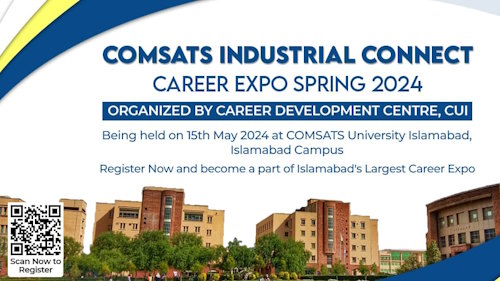 COMSATS INDUSTRIAL CONNECT
CAREER EXPO SPRING 2024
ORGANIZED BY CAREER DEVELOPMENT CENTRE, CUI
Being held on 15th May 2024 at COMSATS University Islamabad,
Islamabad Campus
Register Now and become a part of Islamabad's Largest Career Expo
Scan Now to
Register